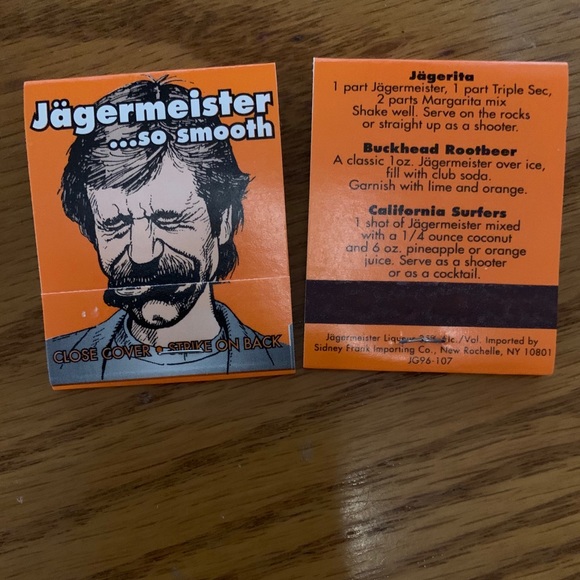 Jägermeister
...so smooth
CLOSE COVER • STRIKE ON BACK
Jägerita
1 part Jägermeister, 1 part Triple Sec,
2 parts Margarita mix
Shake well. Serve on the rocks
or straight up as a shooter.
Buckhead Rootbeer
A classic 1oz. Jägermeister over ice,
fill with club soda.
Garnish with lime and orange.
California Surfers
1 shot of Jägermeister mixed
with a 1/4 ounce coconut
and 6 oz. pineapple or orange
juice. Serve as a shooter
or as a cocktail.
Jägermeister Imported by
Sidney Frank Importing Co., New Rochelle, NY 10801
JG96-107